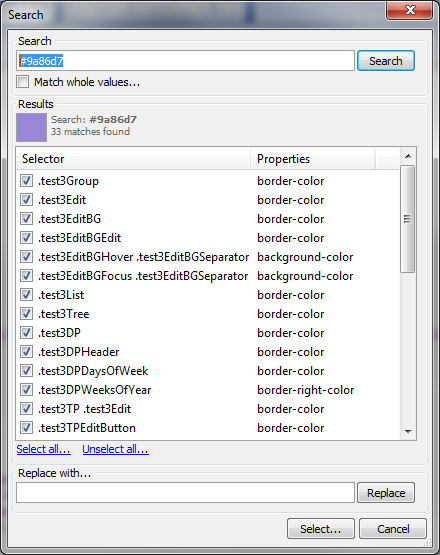 Search
Search
#9a86d7 Search
Match whole values...
Results
Search: #9a86d7
33 matches found
Selector Properties
.test3Group border-color
.test3Edit border-color
.test3EditBG border-color
.test3EditBGEdit border-color
.test3EditBGHover .test3EditBGSeparator background-color
.test3EditBGFocus .test3EditBGSeparator background-color
.test3List border-color
.test3Tree border-color
.test3DP border-color
.test3DPHeader border-color
.test3DPDaysOfWeek border-color
.test3DPWeeksOfYear border-right-color
.test3TP .test3Edit border-color
.test3TPEditButton border-color
Select all... Unselect all...
Replace with...
Replace
Select... Cancel